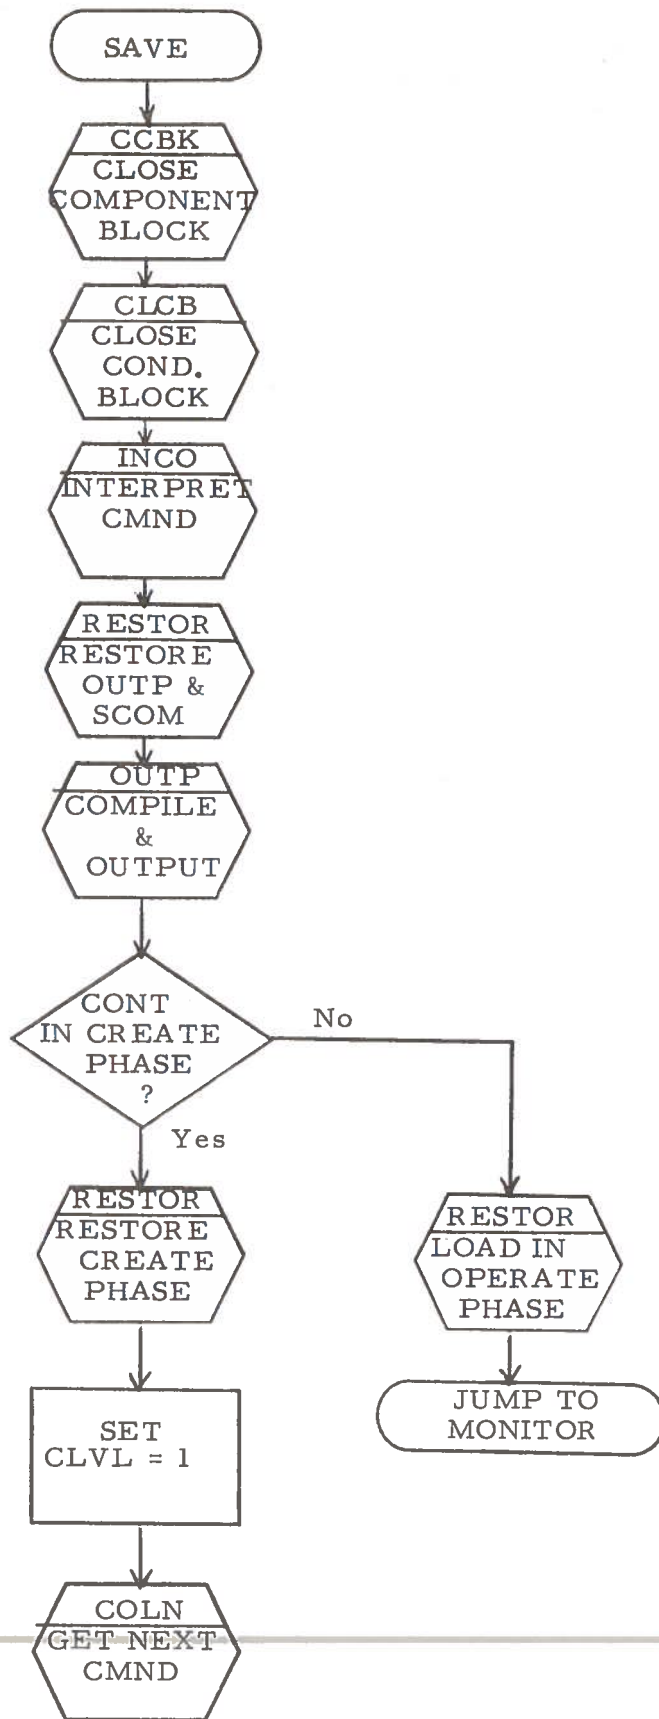 SAVE
CCBK
CLOSE
COMPONENT
BLOCK
CLCB
CLOSE
COND.
BLOCK
INCO
INTERPRET
CMND
RESTOR
RESTORE
OUTP &
SCOM
OUTP
COMPILE
&
OUTPUT
CONT
IN CREATE
PHASE
?
No
Yes
RESTOR
RESTORE
CREATE
PHASE
RESTOR
LOAD IN
OPERATE
PHASE
JUMP TO
MONITOR
SET
CLVL = 1
COLN
GET NEXT
CMND